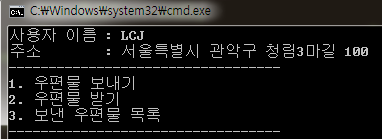 C:₩Windows₩system32₩cmd.exe
사용자 이름 : LCJ
주소 : 서울특별시 관악구 청림3마길 100
----------------------------------
1. 우편물 보내기
2. 우편물 받기
3. 보낸 우편물 목록
----------------------------------